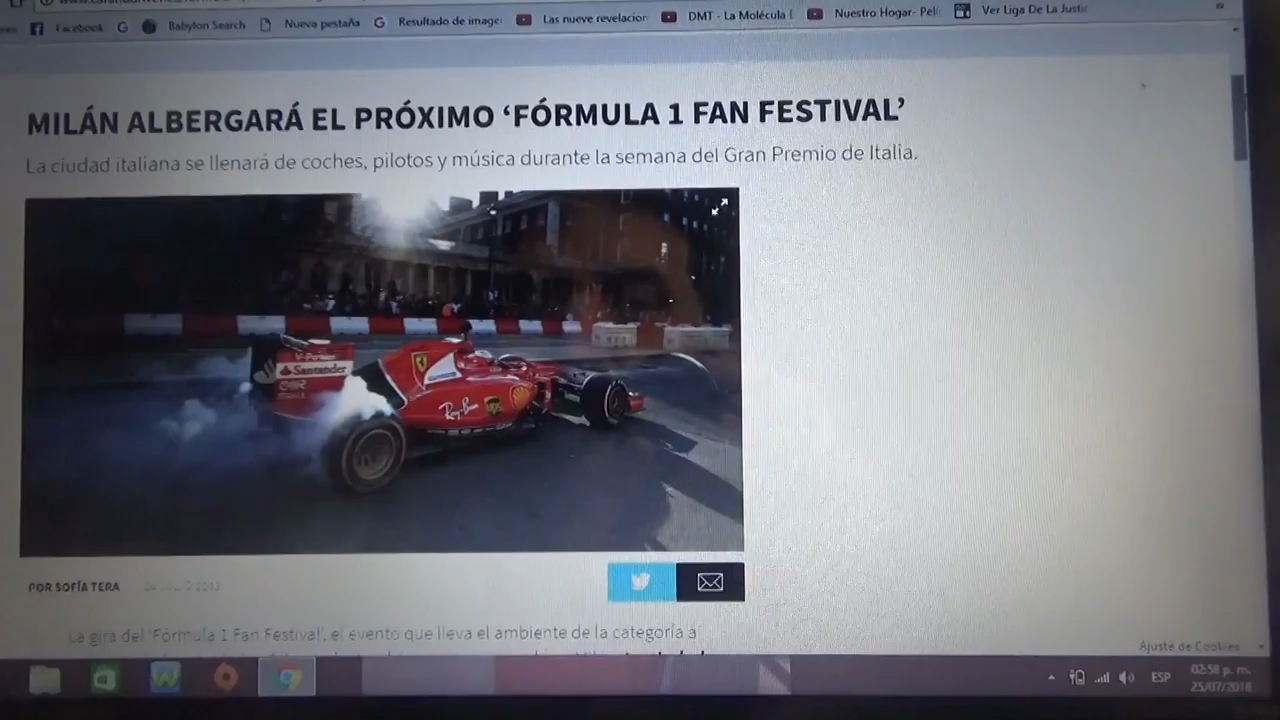 Facebook
Babylon Search
Nueva pestaña
Resultado de image
Las nueve revelacion
DMT - La Molécula
Nuestro Hogar- Peli
Ver Liga De La Justic
MILÁN ALBERGARÁ EL PRÓXIMO ‘FÓRMULA 1 FAN FESTIVAL’
La ciudad italiana se llenará de coches, pilotos y música durante la semana del Gran Premio de Italia.
V-Power
Santander
Ray-Ban
ups
POR SOFÍA TERA
La gira del ‘Fórmula 1 Fan Festival’, el evento que lleva el ambiente de la categoría a
Ajuste de Cookies
ESP
02:58 p. m.
25/07/2018